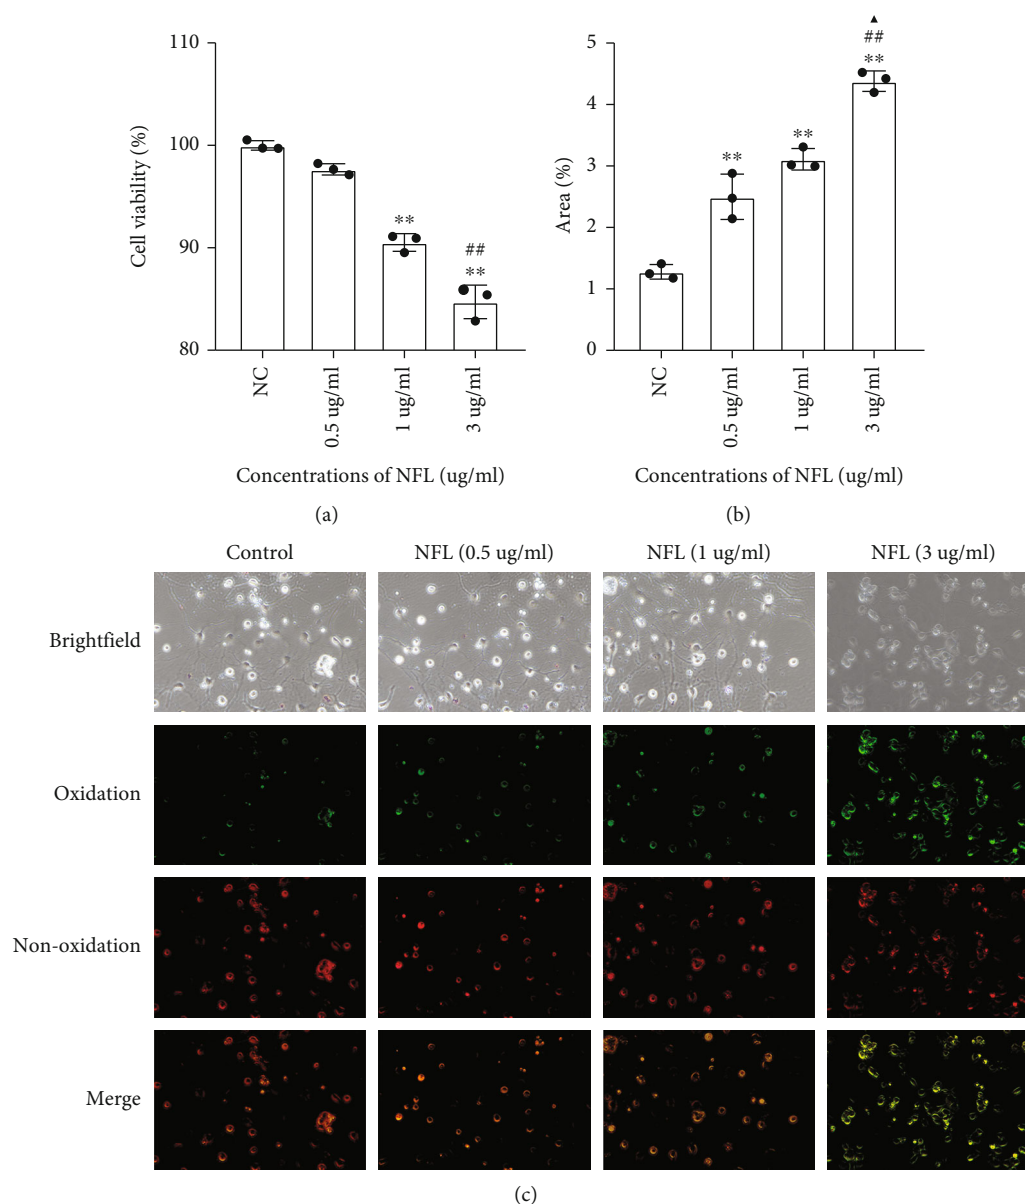 110
100
90
80
Cell viability (%)
**
##
**
NC
0.5 ug/ml
1 ug/ml
3 ug/ml
Concentrations of NFL (ug/ml)
(a)
5
4
3
2
1
0
Area (%)
**
**
▲
##
**
NC
0.5 ug/ml
1 ug/ml
3 ug/ml
Concentrations of NFL (ug/ml)
(b)
Control NFL (0.5 ug/ml) NFL (1 ug/ml) NFL (3 ug/ml)
Brightfield
Oxidation
Non-oxidation
Merge
(c)